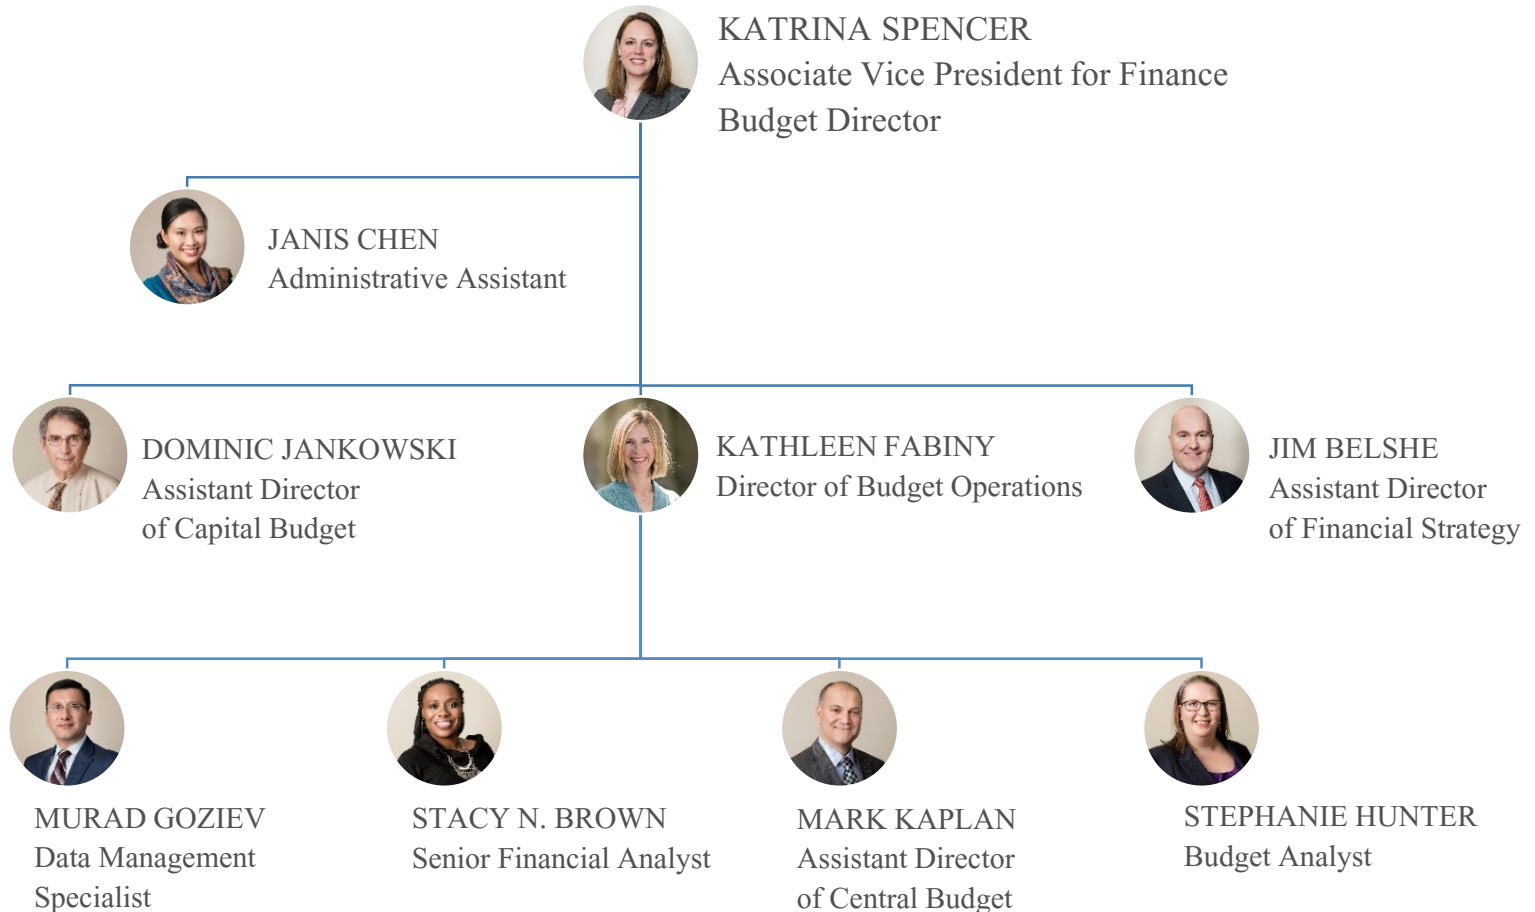 KATRINA SPENCER
Associate Vice President for Finance
Budget Director
JANIS CHEN
Administrative Assistant
DOMINIC JANKOWSKI
Assistant Director
of Capital Budget
KATHLEEN FABINY
Director of Budget Operations
JIM BELSHE
Assistant Director
of Financial Strategy
MURAD GOZIEV
Data Management
Specialist
STACY N. BROWN
Senior Financial Analyst
MARK KAPLAN
Assistant Director
of Central Budget
STEPHANIE HUNTER
Budget Analyst